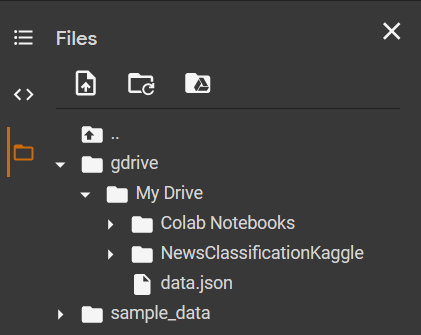 Files
..
gdrive
My Drive
Colab Notebooks
NewsClassificationKaggle
data.json
sample_data